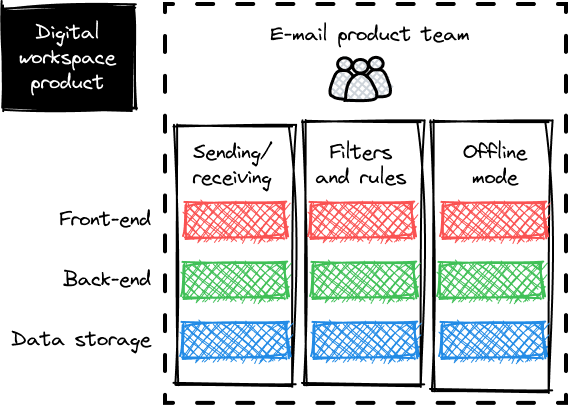 Digital
workspace
product
E-mail product team
Sending/
receiving
Filters
and rules
Offline
mode
Front-end
Back-end
Data storage